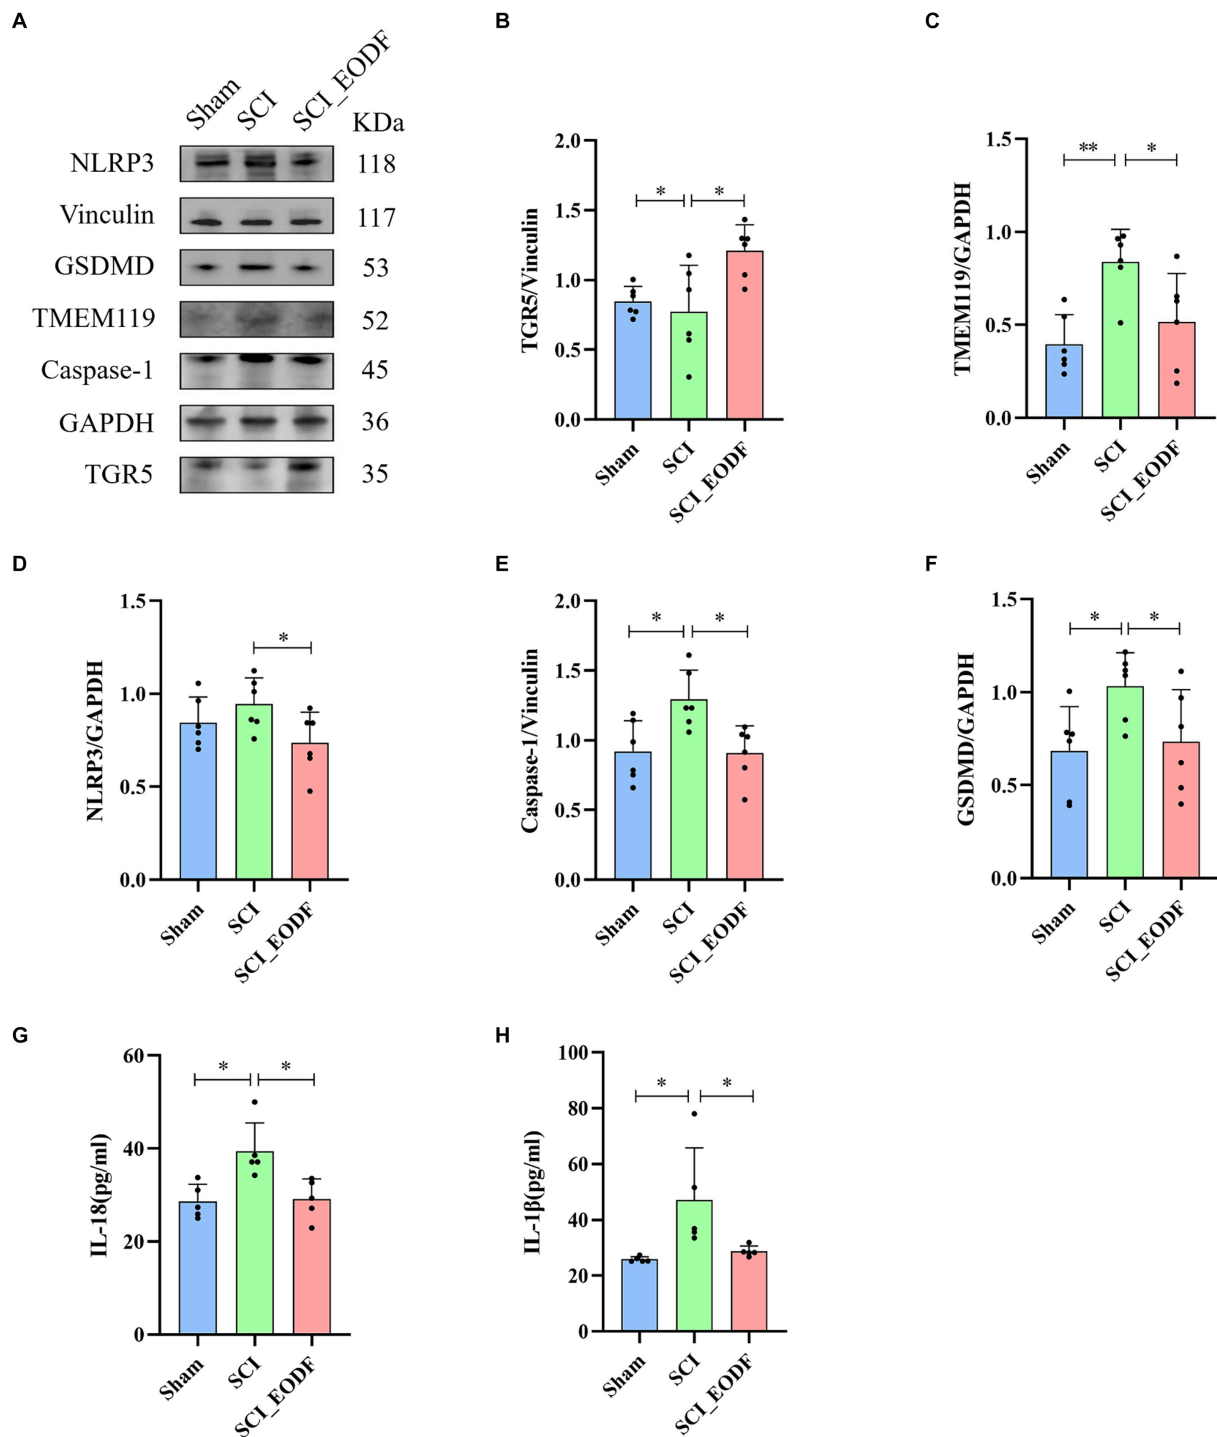 A
Sham
SCI
SCI_EODF
KDa
NLRP3 118
Vinculin 117
GSDMD 53
TMEM119 52
Caspase-1 45
GAPDH 36
TGR5 35
B
TGR5/Vinculin
2.0
1.5
1.0
0.5
0.0
* *
Sham
SCI
SCI_EODF
C
TMEM119/GAPDH
1.5
1.0
0.5
0.0
** *
Sham
SCI
SCI_EODF
D
NLRP3/GAPDH
1.5
1.0
0.5
0.0
*
Sham
SCI
SCI_EODF
E
Caspase-1/Vinculin
2.0
1.5
1.0
0.5
0.0
* *
Sham
SCI
SCI_EODF
F
GSDMD/GAPDH
1.5
1.0
0.5
0.0
* *
Sham
SCI
SCI_EODF
G
IL-18(pg/ml)
60
40
20
0
* *
Sham
SCI
SCI_EODF
H
IL-1β(pg/ml)
100
80
60
40
20
0
* *
Sham
SCI
SCI_EODF